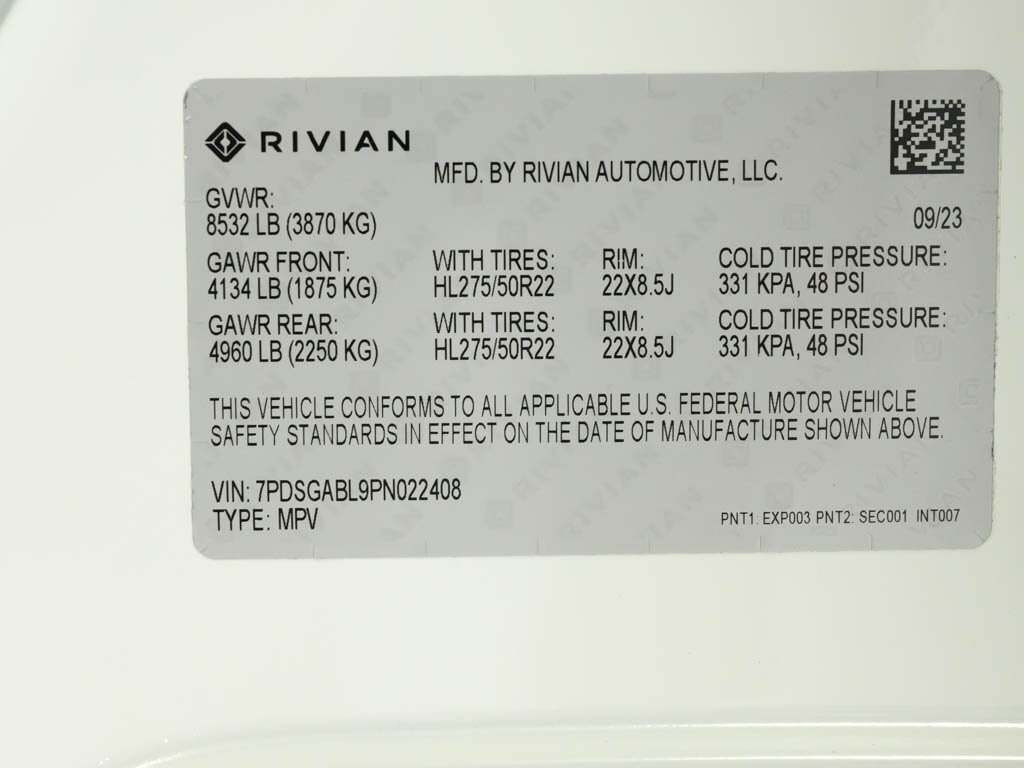 RIVIAN
MFD. BY RIVIAN AUTOMOTIVE, LLC.
GVWR:
8532 LB (3870 KG)
09/23
GAWR FRONT: WITH TIRES: RIM: COLD TIRE PRESSURE:
4134 LB (1875 KG) HL275/50R22 22X8.5J 331 KPA, 48 PSI
GAWR REAR: WITH TIRES: RIM: COLD TIRE PRESSURE:
4960 LB (2250 KG) HL275/50R22 22X8.5J 331 KPA, 48 PSI
THIS VEHICLE CONFORMS TO ALL APPLICABLE U.S. FEDERAL MOTOR VEHICLE
SAFETY STANDARDS IN EFFECT ON THE DATE OF MANUFACTURE SHOWN ABOVE.
VIN: 7PDSGABL9PN022408
TYPE: MPV
PNT1: EXP003 PNT2: SEC001 INT007